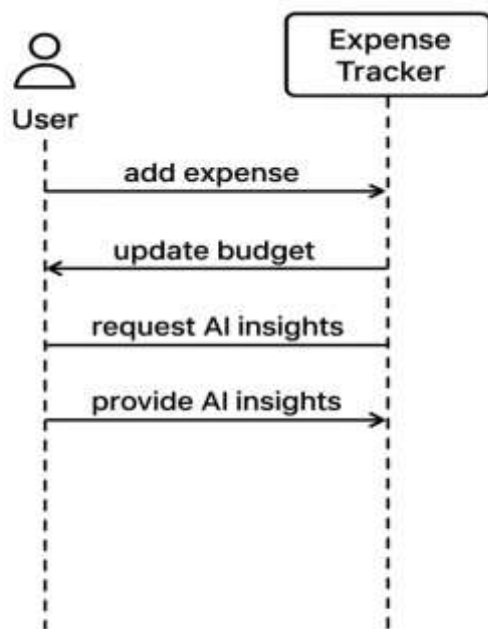 Expense
Tracker
User
add expense
update budget
request AI insights
provide AI insights